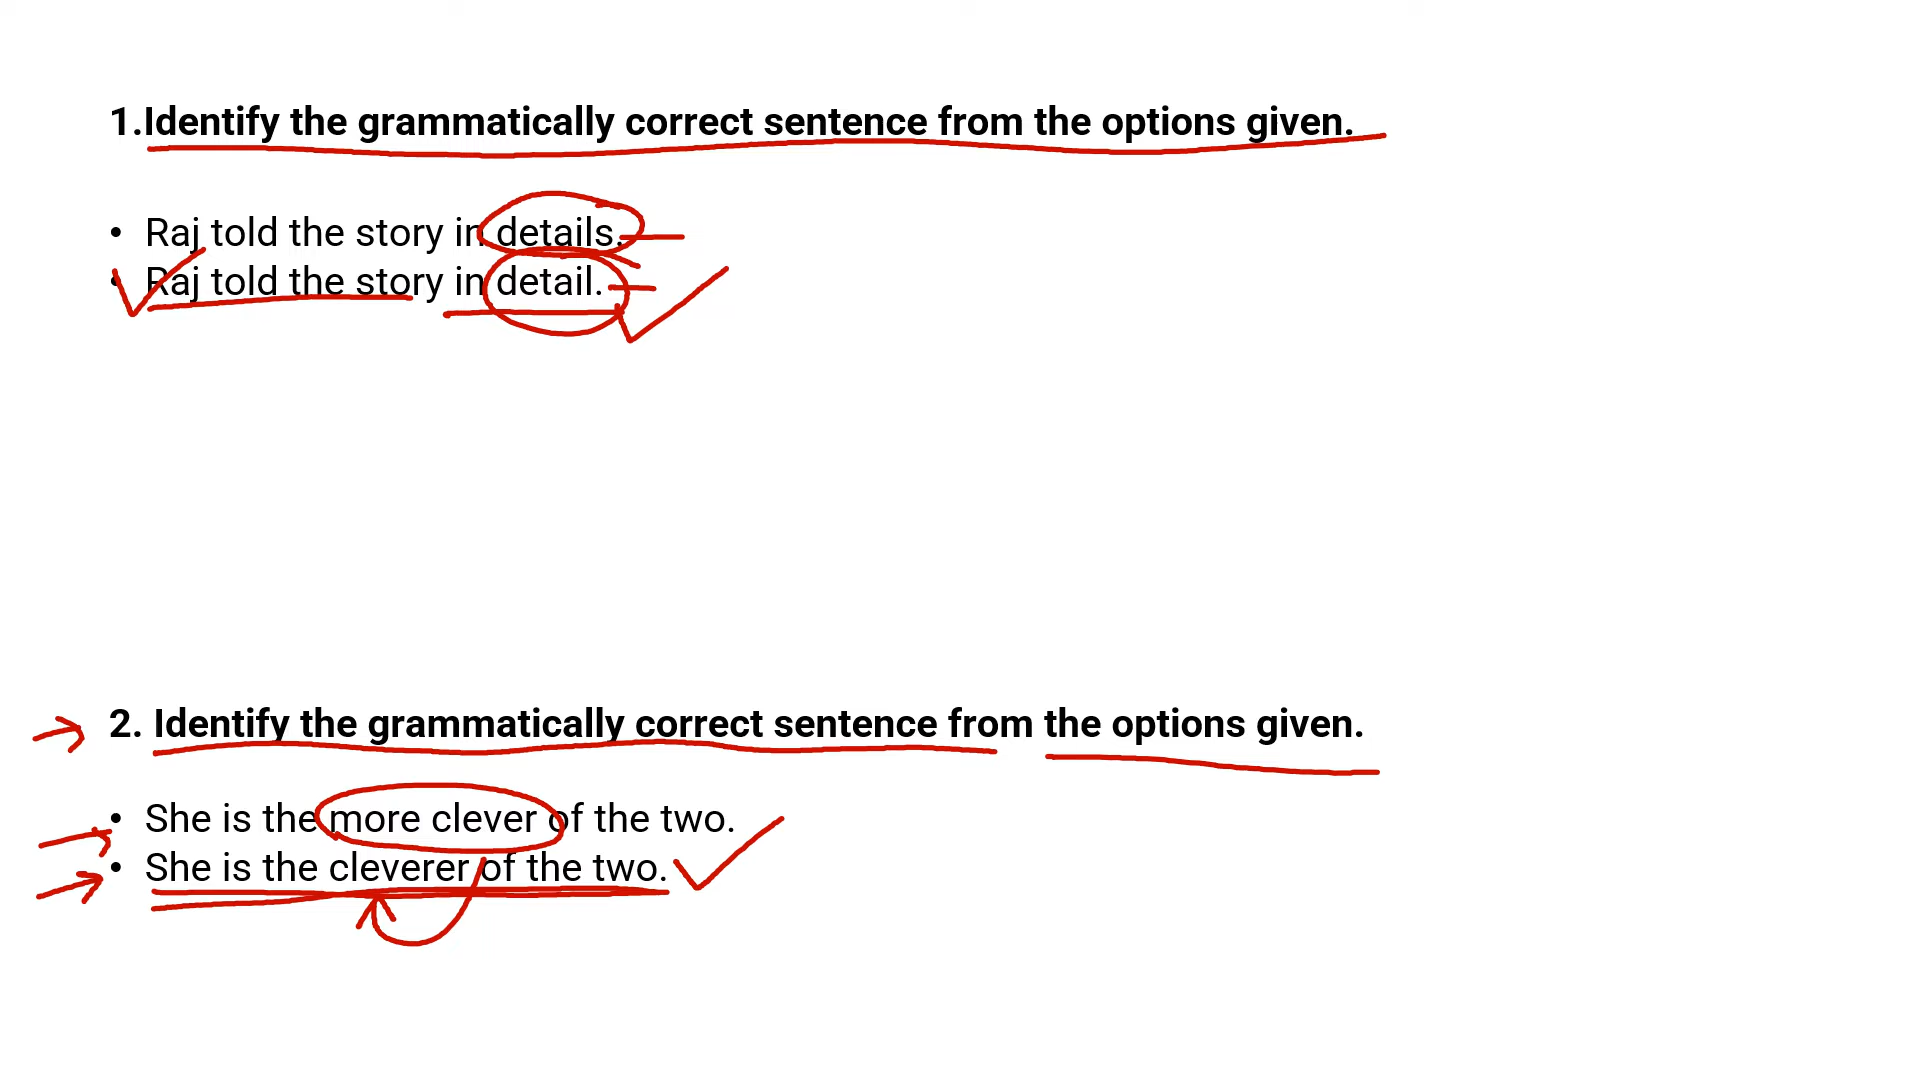 1.Identify the grammatically correct sentence from the options given.
• Raj told the story in details.
• Raj told the story in detail.
2. Identify the grammatically correct sentence from the options given.
• She is the more clever of the two.
• She is the cleverer of the two.